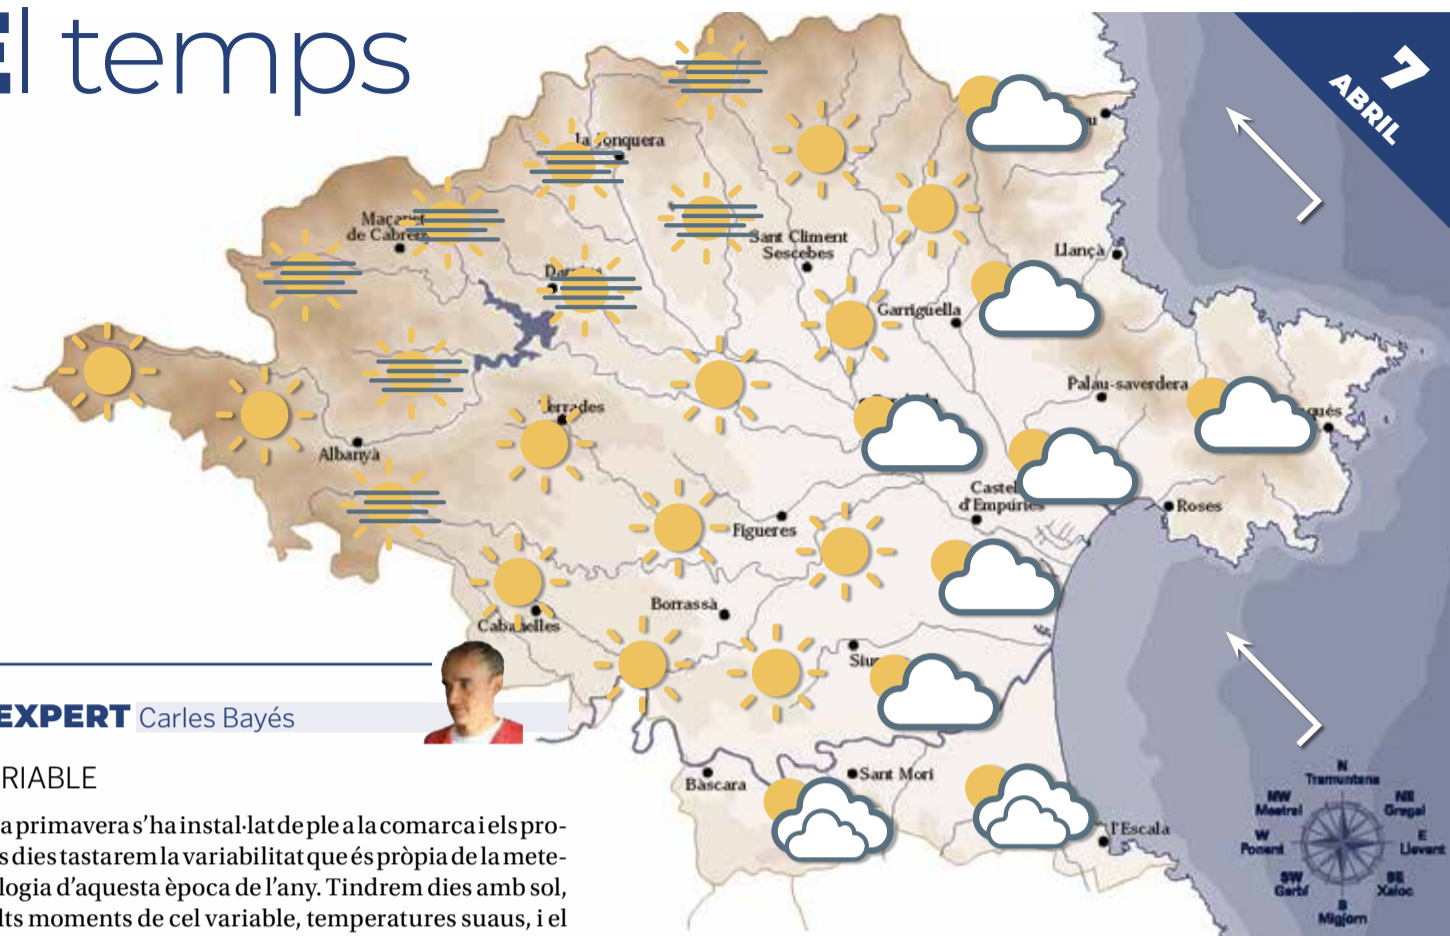 El temps
7
ABRIL
la Jonquera
Maçanet
de Cabrenys
Sant Climent
Sescebes
Llançà
Garriguella
Palau-saverdera
Albanyà
Figueres
d'Empúries
Roses
Borrassà
Cabanelles
EXPERT Carles Bayés
RIABLE
Bàscara
Sant Mori
l'Escala
N
Tramuntana
NW
Mestral
NE
Gregal
W
Ponent
E
Llevant
SW
Garbí
SE
Xaloc
S
Migjorn
a primavera s'ha instal·lat de ple a la comarca i els pro-
s dies tastarem la variabilitat que és pròpia de la mete-
logia d'aquesta època de l'any. Tindrem dies amb sol,
lts moments de cel variable, temperatures suaus, i el